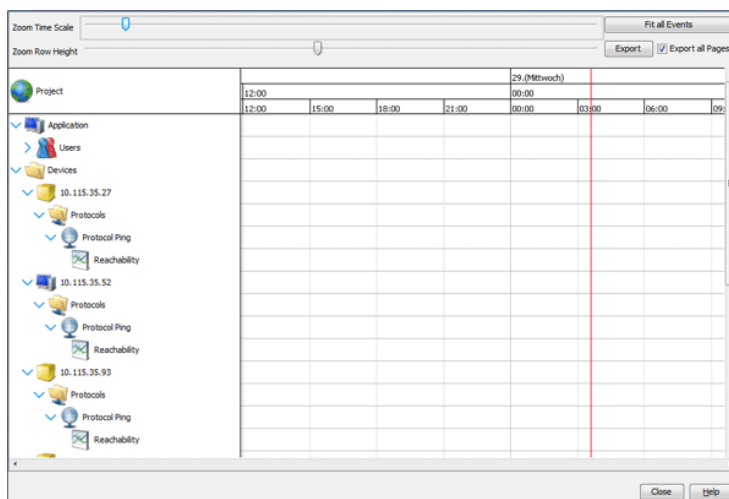 Zoom Time Scale
Fit all Events
Zoom Row Height
Export
Export all Pages
Project
29.(Mittwoch)
12:00 00:00
12:00 15:00 18:00 21:00 00:00 03:00 06:00 09:
Application
Users
Devices
10.115.35.27
Protocols
Protocol Ping
Reachability
10.115.35.52
Protocols
Protocol Ping
Reachability
10.115.35.93
Protocols
Protocol Ping
Reachability
Close Help